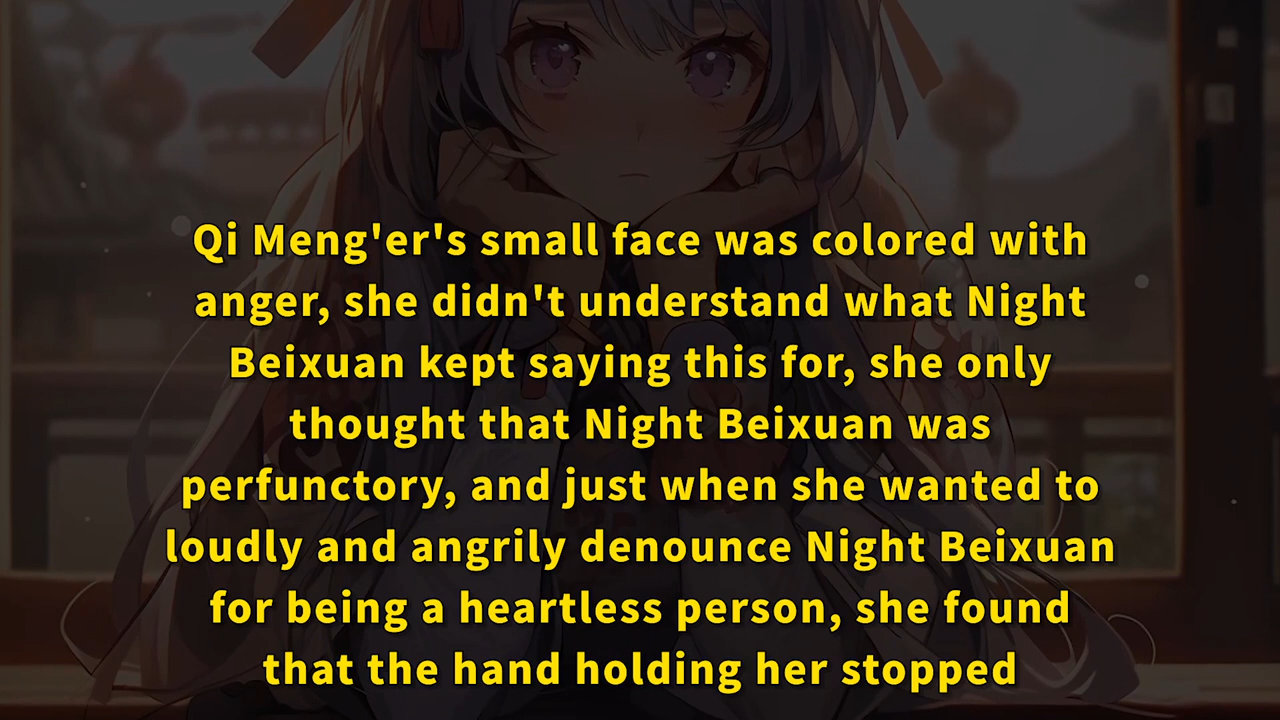 Qi Meng'er's small face was colored with
anger, she didn't understand what Night
Beixuan kept saying this for, she only
thought that Night Beixuan was
perfunctory, and just when she wanted to
loudly and angrily denounce Night Beixuan
for being a heartless person, she found
that the hand holding her stopped